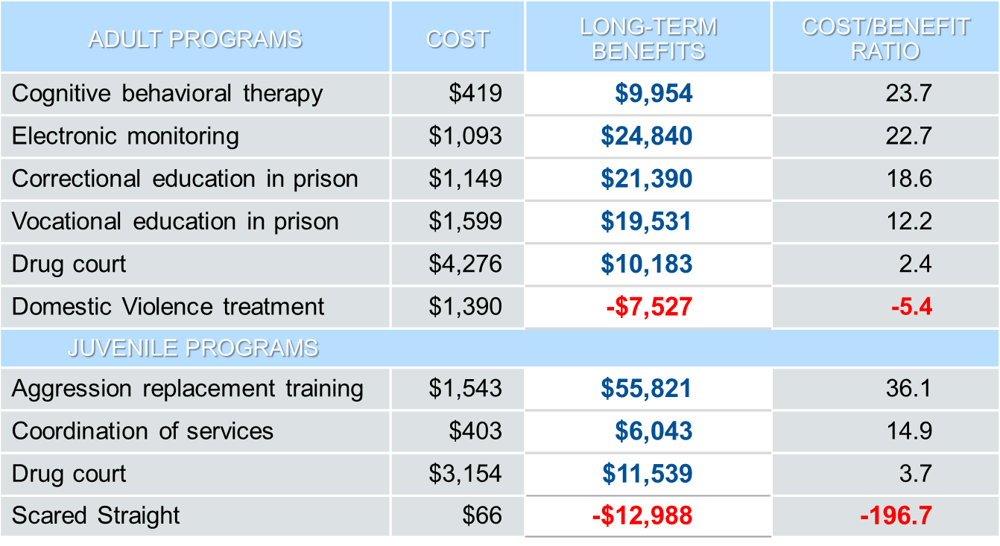 ADULT PROGRAMS COST LONG-TERM BENEFITS COST/BENEFIT RATIO
Cognitive behavioral therapy $419 $9,954 23.7
Electronic monitoring $1,093 $24,840 22.7
Correctional education in prison $1,149 $21,390 18.6
Vocational education in prison $1,599 $19,531 12.2
Drug court $4,276 $10,183 2.4
Domestic Violence treatment $1,390 -$7,527 -5.4
JUVENILE PROGRAMS
Aggression replacement training $1,543 $55,821 36.1
Coordination of services $403 $6,043 14.9
Drug court $3,154 $11,539 3.7
Scared Straight $66 -$12,988 -196.7